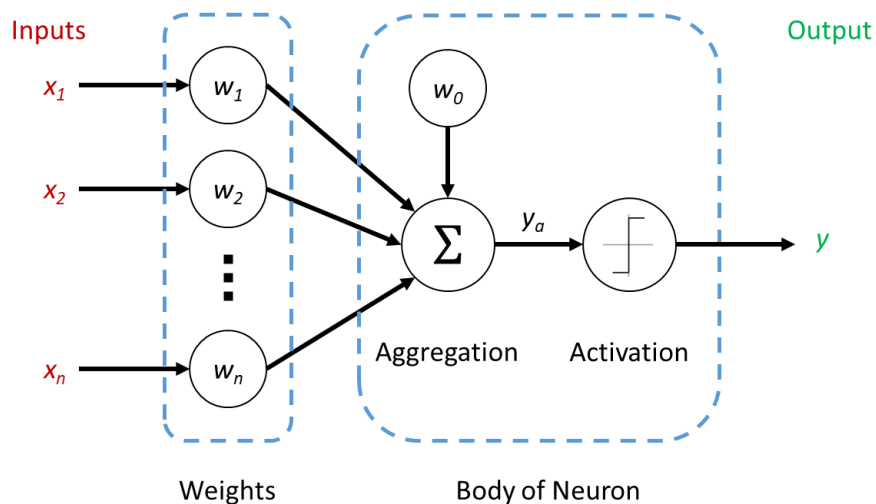 Inputs
Output
x1
w1
w0
x2
w2
Σ
ya
y
Aggregation
Activation
xn
wn
Weights
Body of Neuron